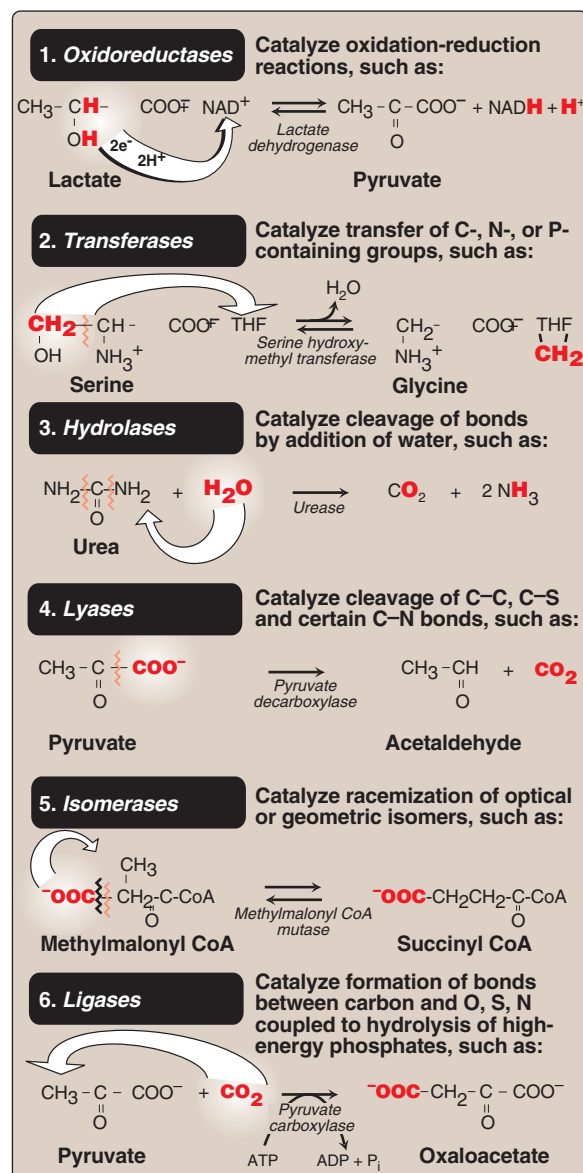 1. Oxidoreductases
Catalyze oxidation-reduction
reactions, such as:
CH₃-CH- COO⁻ NAD⁺ CH₃-C-COO⁻ + NADH + H⁺
OH O
2e⁻ 2H⁺
Lactate
dehydrogenase
Lactate Pyruvate
2. Transferases
Catalyze transfer of C-, N-, or P-
containing groups, such as:
H₂O
CH₂-CH- COO⁻ THF CH₂- COO⁻ THF
OH NH₃⁺ NH₃⁺ CH₂
Serine hydroxy-
methyl transferase
Serine Glycine
3. Hydrolases
Catalyze cleavage of bonds
by addition of water, such as:
NH₂-C-NH₂ + H₂O CO₂ + 2 NH₃
O
Urease
Urea
4. Lyases
Catalyze cleavage of C–C, C–S
and certain C–N bonds, such as:
CH₃-C-COO⁻ CH₃-CH + CO₂
O O
Pyruvate
decarboxylase
Pyruvate Acetaldehyde
5. Isomerases
Catalyze racemization of optical
or geometric isomers, such as:
CH₃
⁻OOC-CH₂-C-CoA ⁻OOC-CH₂CH₂-C-CoA
O O
Methylmalonyl CoA
mutase
Methylmalonyl CoA Succinyl CoA
6. Ligases
Catalyze formation of bonds
between carbon and O, S, N
coupled to hydrolysis of high-
energy phosphates, such as:
CH₃-C- COO⁻ + CO₂ ⁻OOC-CH₂-C- COO⁻
O O
Pyruvate
carboxylase
Pyruvate ATP ADP + Pᵢ Oxaloacetate